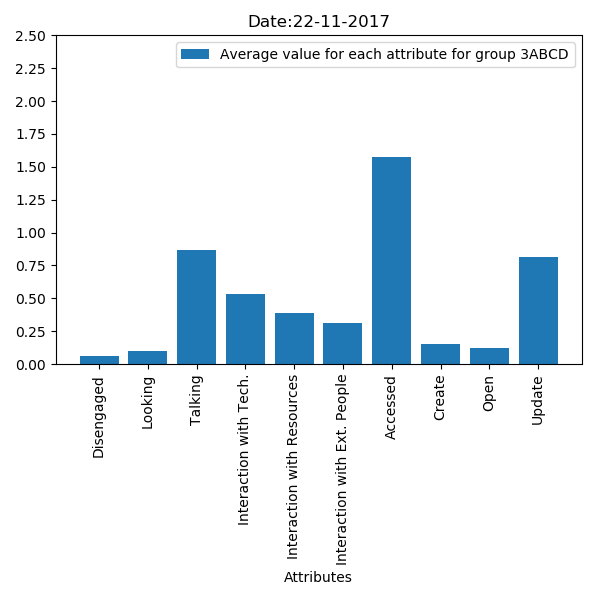 Date:22-11-2017
Average value for each attribute for group 3ABCD
2.50
2.25
2.00
1.75
1.50
1.25
1.00
0.75
0.50
0.25
0.00
Disengaged
Looking
Talking
Interaction with Tech.
Interaction with Resources
Interaction with Ext. People
Accessed
Create
Open
Update
Attributes